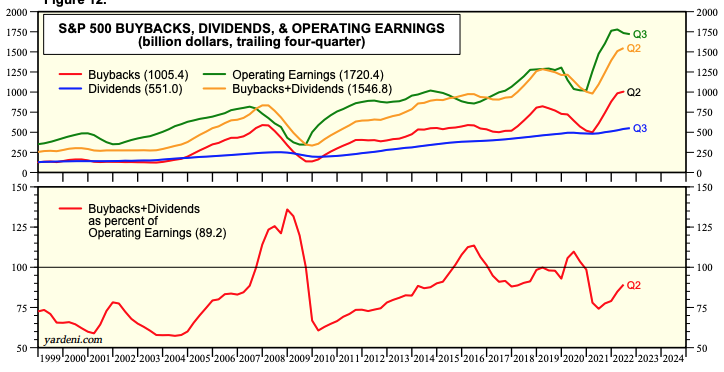 Figure 12.
S&P 500 BUYBACKS, DIVIDENDS, & OPERATING EARNINGS
(billion dollars, trailing four-quarter)
2000 2000
1750 1750
1500 1500
1250 1250
1000 1000
750 750
500 500
250 250
0 0
Buybacks (1005.4)
Operating Earnings (1720.4)
Dividends (551.0)
Buybacks+Dividends (1546.8)
Q3
Q2
Q2
Q3
150 150
125 125
100 100
75 75
50 50
Buybacks+Dividends
as percent of
Operating Earnings (89.2)
Q2
yardeni.com
1999 2000 2001 2002 2003 2004 2005 2006 2007 2008 2009 2010 2011 2012 2013 2014 2015 2016 2017 2018 2019 2020 2021 2022 2023 2024